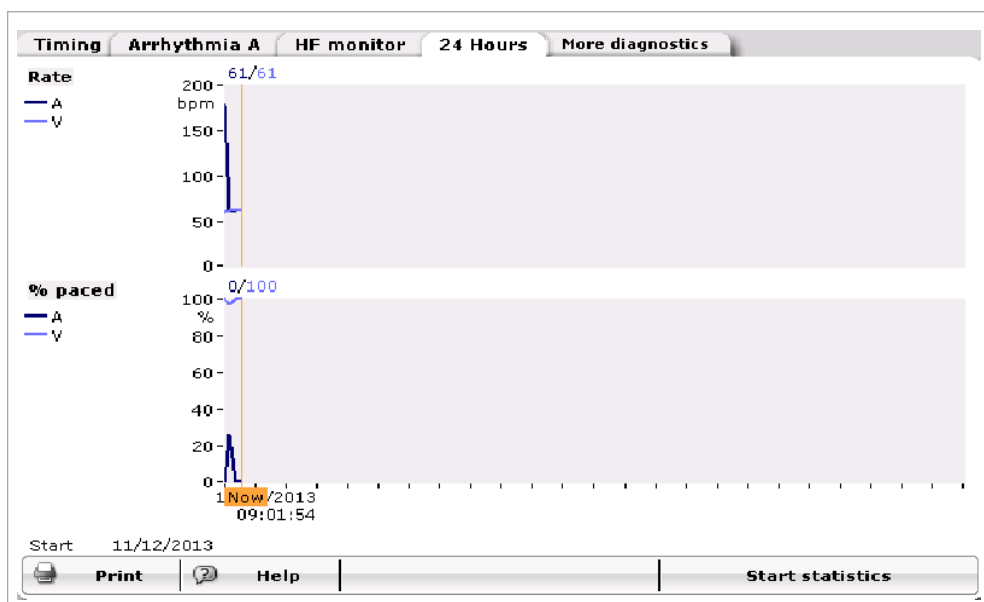 Timing Arrhythmia A HF monitor 24 Hours More diagnostics
Rate
A
V
61/61
200
bpm
150
100
50
0
% paced
A
V
0/100
100
%
80
60
40
20
0
1 Now /2013
09:01:54
Start 11/12/2013
Print Help Start statistics